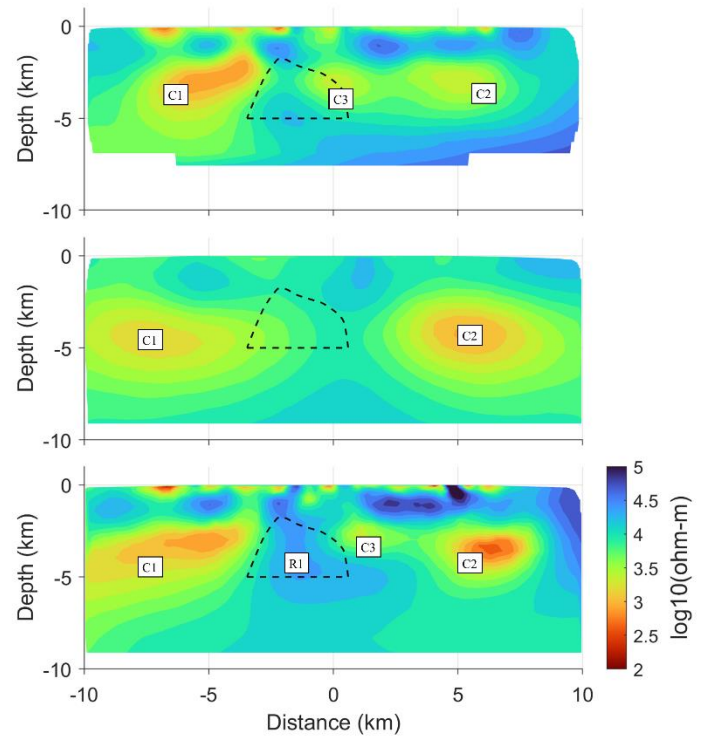 0
-5
-10
Depth (km)
C1
C3
C2
0
-5
-10
Depth (km)
C1
C2
0
-5
-10
Depth (km)
C1
R1
C3
C2
-10
-5
0
5
10
Distance (km)
5
4.5
4
3.5
3
2.5
2
log10(ohm-m)